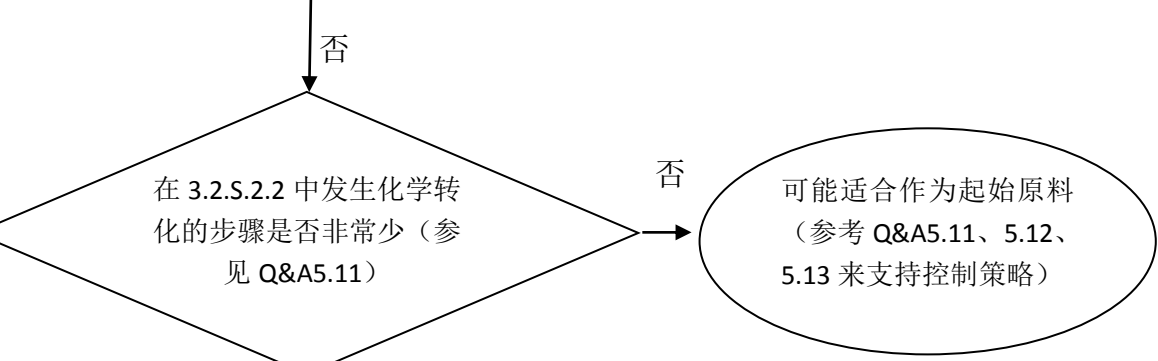 否
在 3.2.S.2.2 中发生化学转
化的步骤是否非常少（参
见 Q&A5.11）
否
可能适合作为起始原料
（参考 Q&A5.11、5.12、
5.13 来支持控制策略）